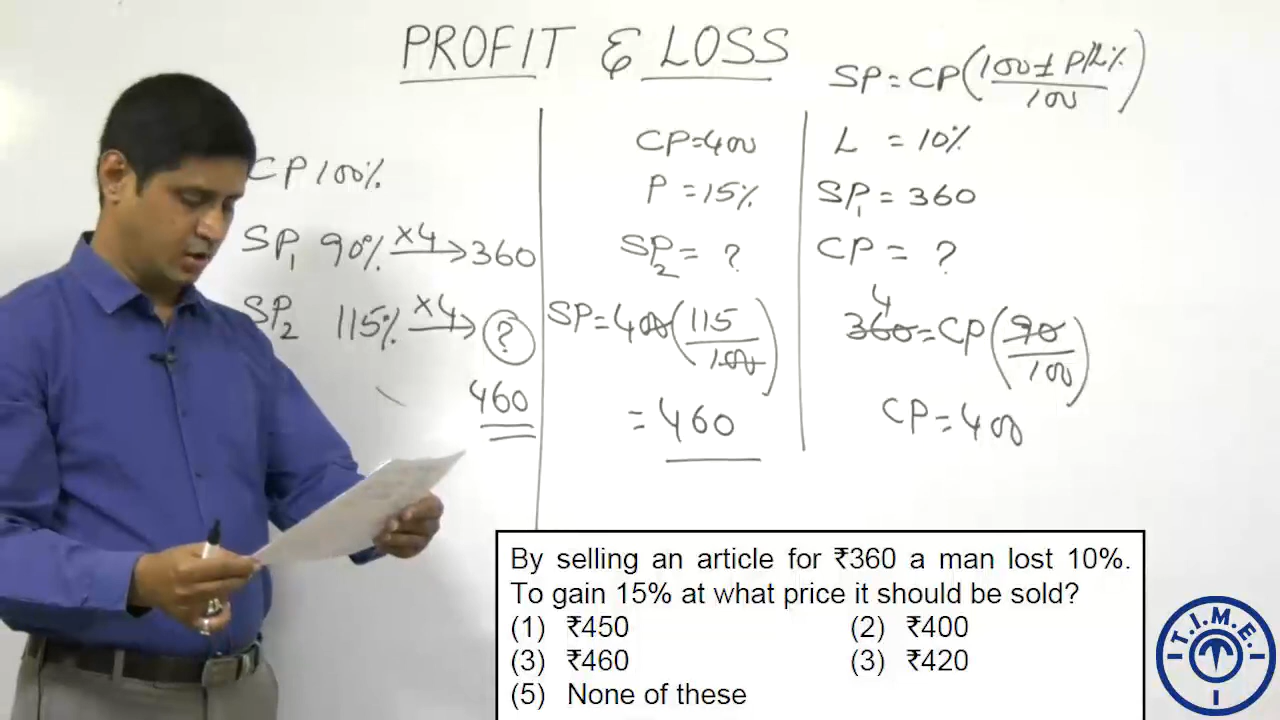 PROFIT & LOSS
SP = CP(100 ± P/L% / 100)
CP 100%
SP1 90% ×4 → 360
SP2 115% ×4 → ?
460
CP = 400
P = 15%
SP2 = ?
SP = 400(115/100)
= 460
L = 10%
SP1 = 360
CP = ?
4
360 = CP(90/100)
CP = 400
By selling an article for ₹360 a man lost 10%.
To gain 15% at what price it should be sold?
(1) ₹450 (2) ₹400
(3) ₹460 (3) ₹420
(5) None of these
T.I.M.E.